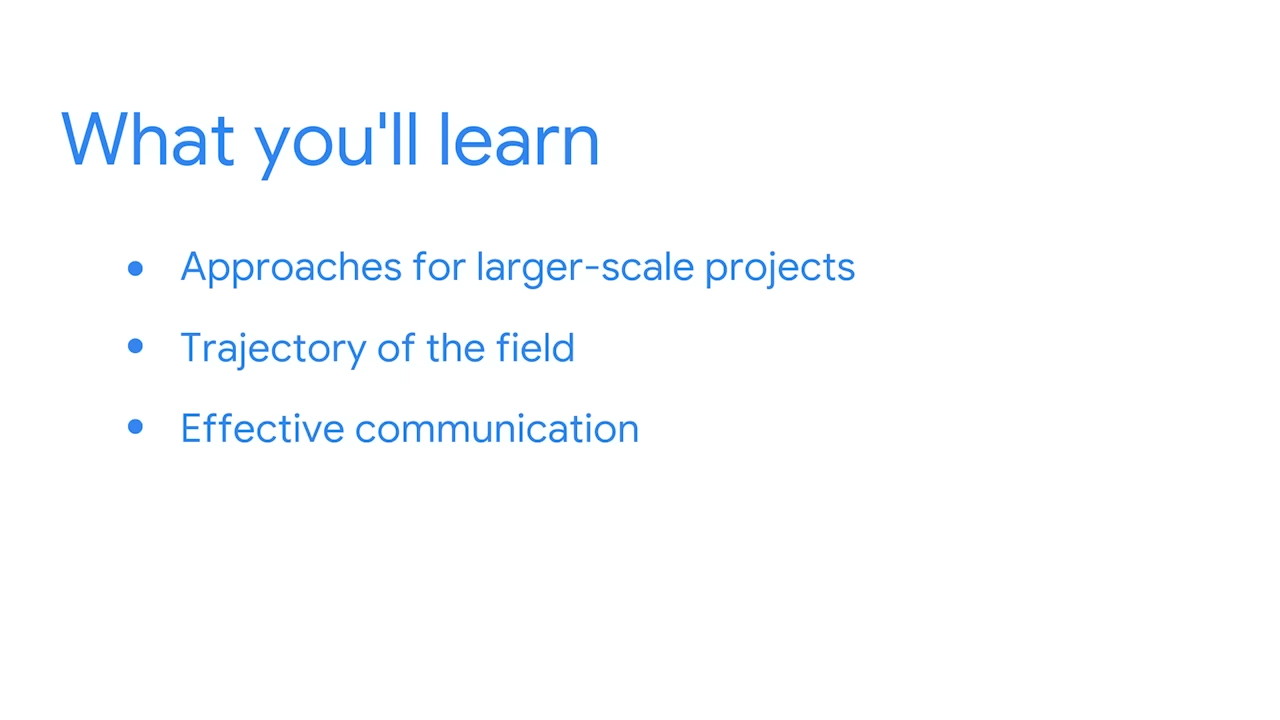 What you'll learn
• Approaches for larger-scale projects
• Trajectory of the field
• Effective communication